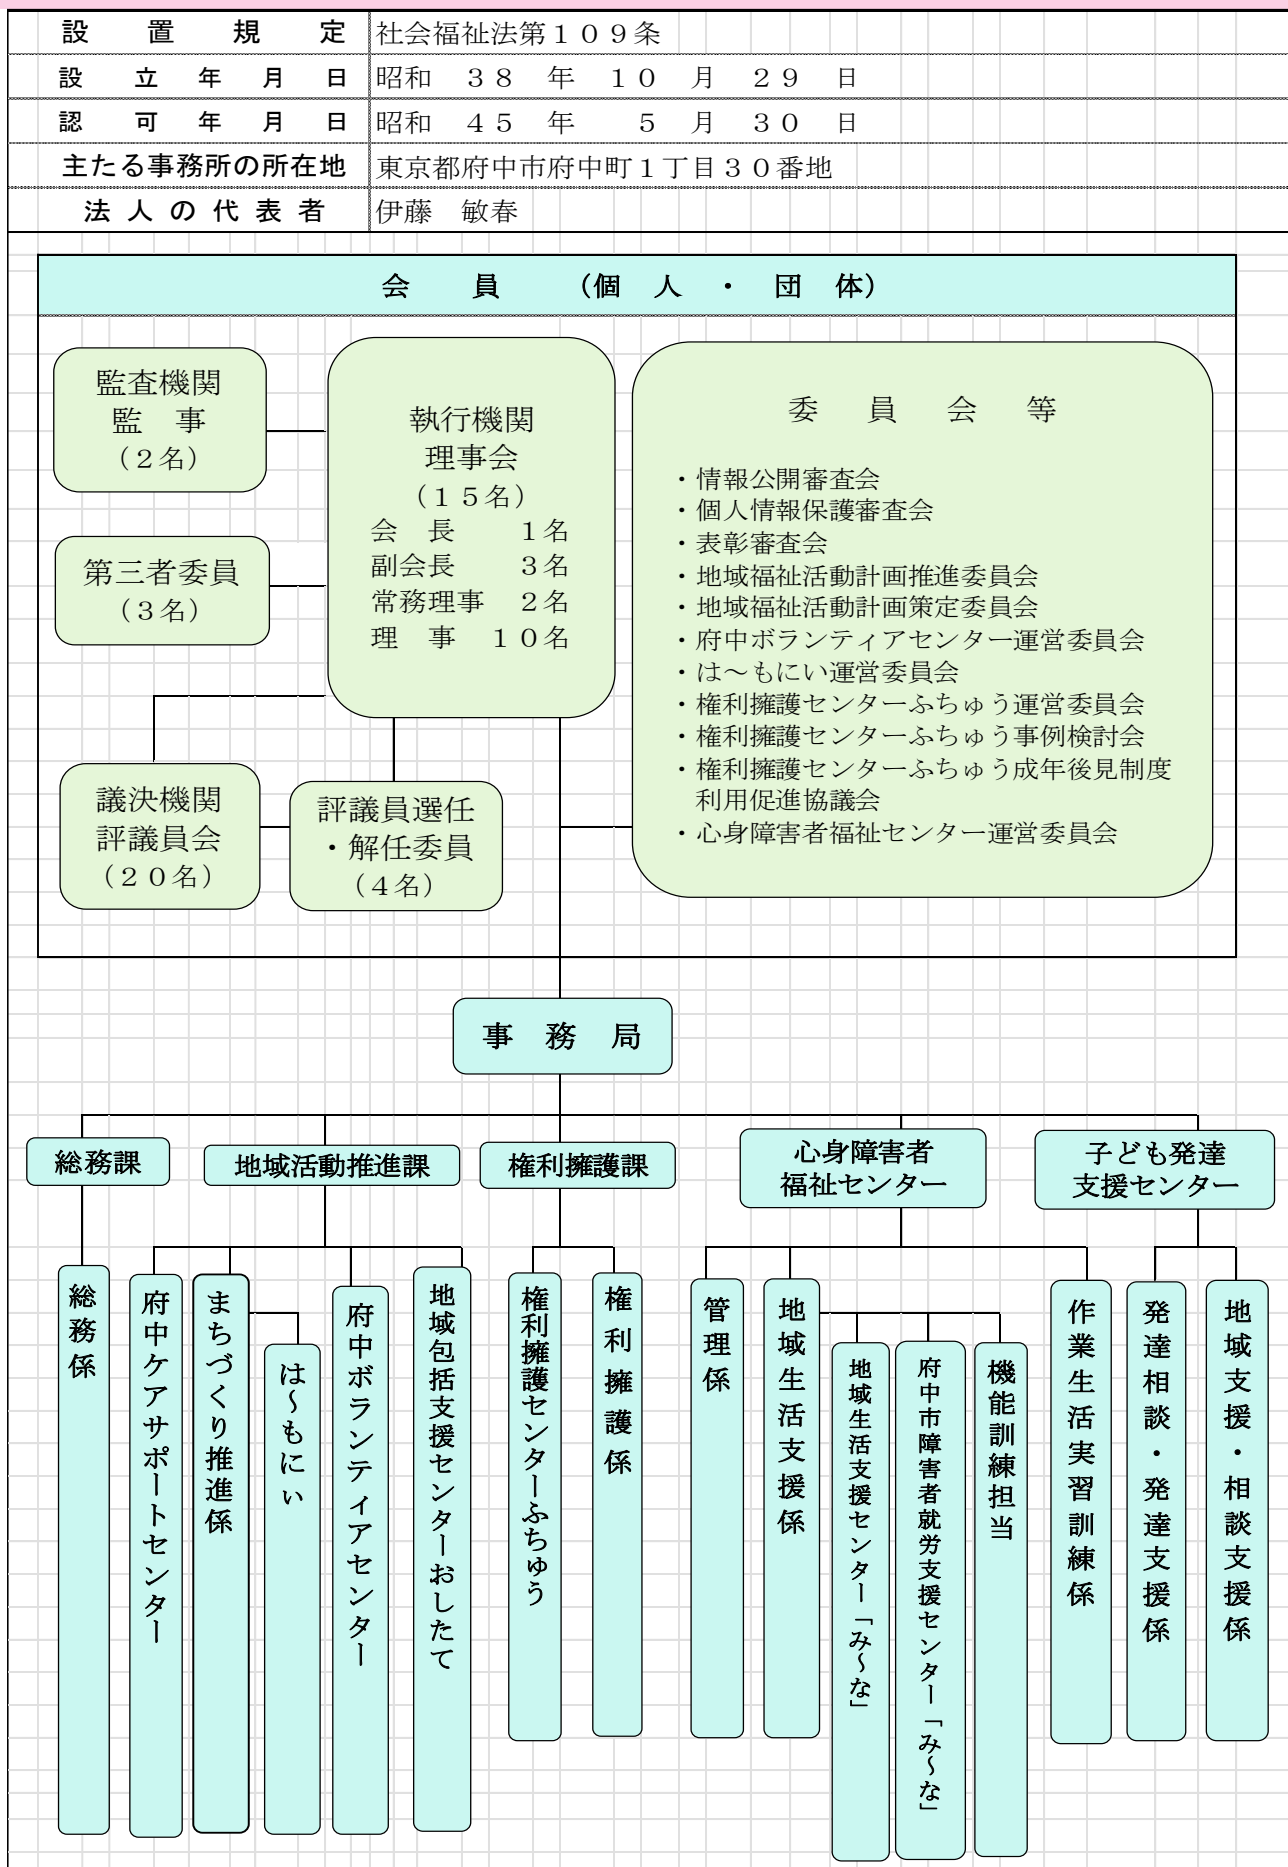 設置規定 社会福祉法第１０９条
設立年月日 昭和　３８　年　１０　月　２９　日
認可年月日 昭和　４５　年　　５　月　３０　日
主たる事務所の所在地 東京都府中市府中町１丁目３０番地
法人の代表者 伊藤　敏春
会　員　（個　人　・　団　体）
監査機関
監　事
（２名）
第三者委員
（３名）
執行機関
理事会
（１５名）
会　長　　１名
副会長　　３名
常務理事　２名
理　事　１０名
議決機関
評議員会
（２０名）
評議員選任
・解任委員
（４名）
委　員　会　等
・情報公開審査会
・個人情報保護審査会
・表彰審査会
・地域福祉活動計画推進委員会
・地域福祉活動計画策定委員会
・府中ボランティアセンター運営委員会
・は～もにい運営委員会
・権利擁護センターふちゅう運営委員会
・権利擁護センターふちゅう事例検討会
・権利擁護センターふちゅう成年後見制度
利用促進協議会
・心身障害者福祉センター運営委員会
事　務　局
総務課
地域活動推進課
権利擁護課
心身障害者
福祉センター
子ども発達
支援センター
総務係
府中ケアサポートセンター
まちづくり推進係
は～もにい
府中ボランティアセンター
地域包括支援センターおしたて
権利擁護センターふちゅう
権利擁護係
管理係
地域生活支援係
地域生活支援センター「み～な」
府中市障害者就労支援センター「み～な」
機能訓練担当
作業生活実習訓練係
発達相談・発達支援係
地域支援・相談支援係